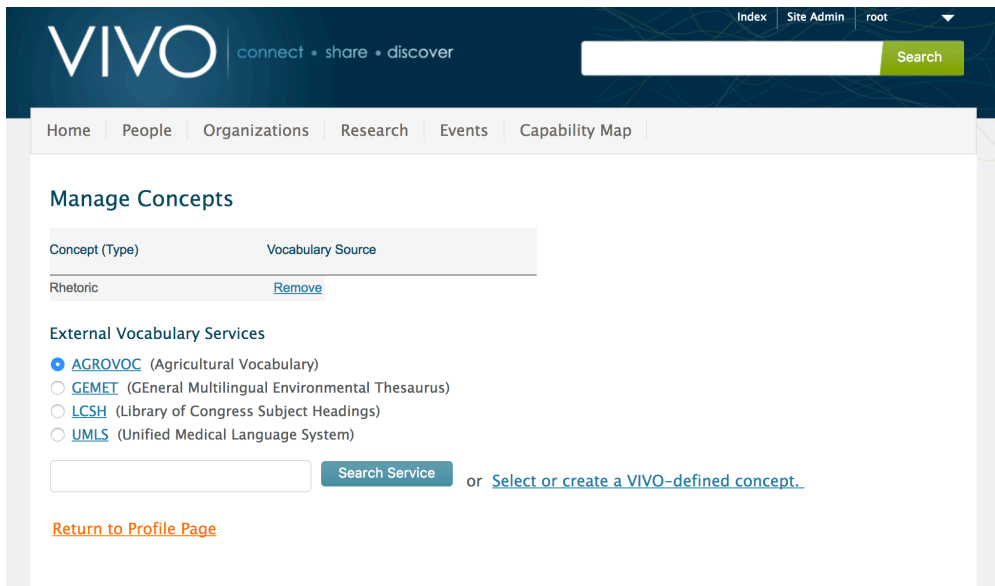 Index Site Admin root
VIVO connect • share • discover
Search
Home People Organizations Research Events Capability Map
Manage Concepts
Concept (Type) Vocabulary Source
Rhetoric Remove
External Vocabulary Services
AGROVOC (Agricultural Vocabulary)
GEMET (GEneral Multilingual Environmental Thesaurus)
LCSH (Library of Congress Subject Headings)
UMLS (Unified Medical Language System)
Search Service or Select or create a VIVO-defined concept.
Return to Profile Page